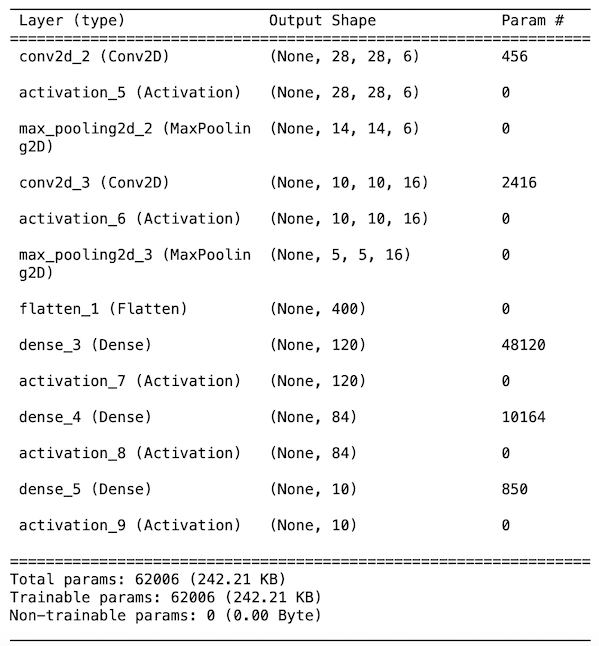 Layer (type) Output Shape Param #
=================================================================
conv2d_2 (Conv2D) (None, 28, 28, 6) 456
activation_5 (Activation) (None, 28, 28, 6) 0
max_pooling2d_2 (MaxPoolin (None, 14, 14, 6) 0
g2D)
conv2d_3 (Conv2D) (None, 10, 10, 16) 2416
activation_6 (Activation) (None, 10, 10, 16) 0
max_pooling2d_3 (MaxPoolin (None, 5, 5, 16) 0
g2D)
flatten_1 (Flatten) (None, 400) 0
dense_3 (Dense) (None, 120) 48120
activation_7 (Activation) (None, 120) 0
dense_4 (Dense) (None, 84) 10164
activation_8 (Activation) (None, 84) 0
dense_5 (Dense) (None, 10) 850
activation_9 (Activation) (None, 10) 0
=================================================================
Total params: 62006 (242.21 KB)
Trainable params: 62006 (242.21 KB)
Non-trainable params: 0 (0.00 Byte)